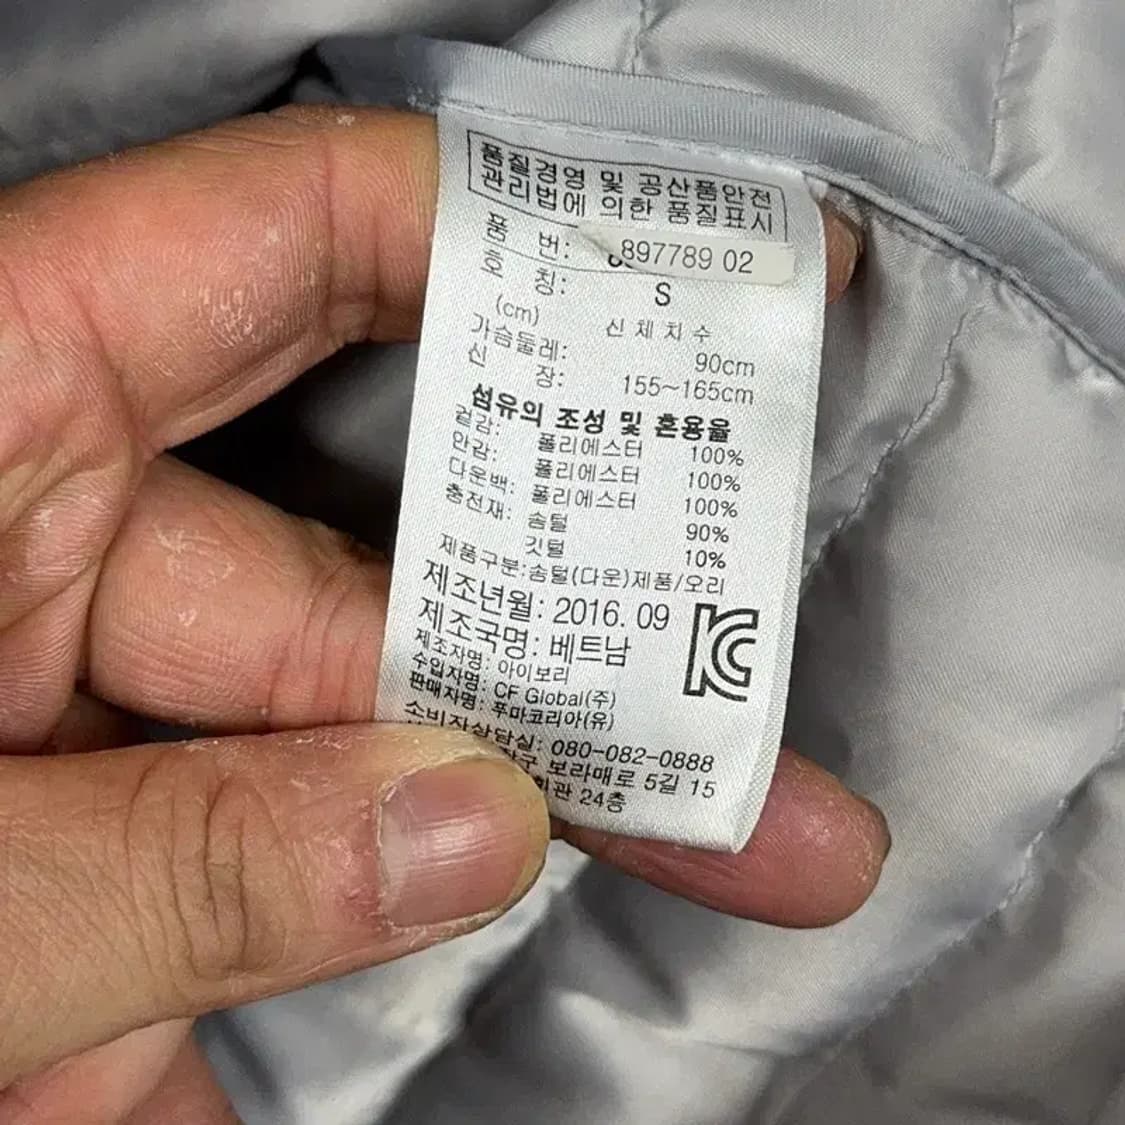 품질경영 및 공산품안전
관리법에 의한 품질표시
품 번: 897789 02
호 칭: S
(cm) 신체치수
가슴둘레: 90cm
신 장: 155~165cm
섬유의 조성 및 혼용율
겉감: 폴리에스터 100%
안감: 폴리에스터 100%
다운백: 폴리에스터 100%
충전재: 솜털 90%
깃털 10%
제품구분:솜털(다운)제품/오리
제조년월: 2016. 09
제조국명: 베트남
제조자명: 아이보리
수입자명: CF Global(주)
판매자명: 푸마코리아(유)
소비자상담실: 080-082-0888
보라매로 5길 15
회관 24층
KC